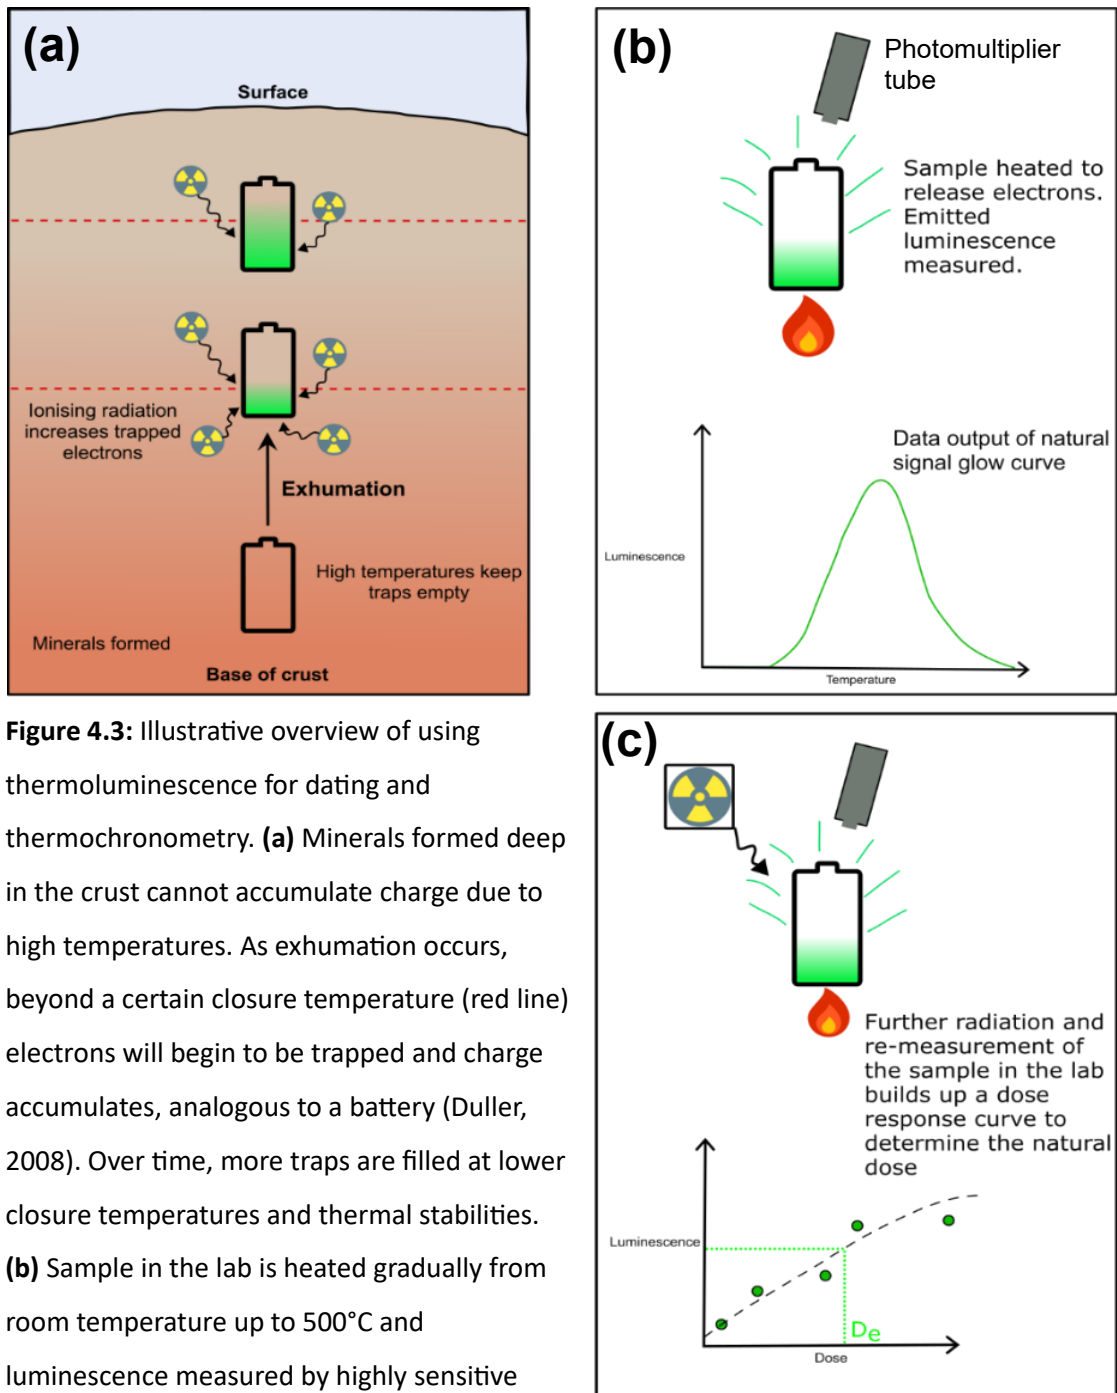 (a)
Surface
Ionising radiation
increases trapped
electrons
Exhumation
High temperatures keep
traps empty
Minerals formed
Base of crust
(b)
Photomultiplier
tube
Sample heated to
release electrons.
Emitted
luminescence
measured.
Data output of natural
signal glow curve
Luminescence
Temperature
Figure 4.3: Illustrative overview of using
thermoluminescence for dating and
thermochronometry. (a) Minerals formed deep
in the crust cannot accumulate charge due to
high temperatures. As exhumation occurs,
beyond a certain closure temperature (red line)
electrons will begin to be trapped and charge
accumulates, analogous to a battery (Duller,
2008). Over time, more traps are filled at lower
closure temperatures and thermal stabilities.
(b) Sample in the lab is heated gradually from
room temperature up to 500°C and
luminescence measured by highly sensitive
(c)
Further radiation and
re-measurement of
the sample in the lab
builds up a dose
response curve to
determine the natural
dose
Luminescence
De
Dose